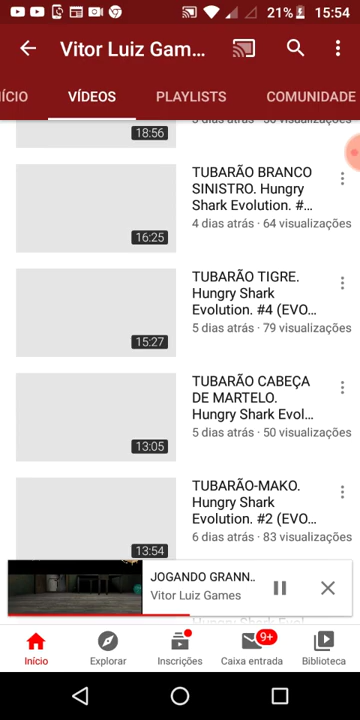 21% 15:54
Vitor Luiz Gam...
ÍCIO VÍDEOS PLAYLISTS COMUNIDADE
18:56
TUBARÃO BRANCO
SINISTRO. Hungry
Shark Evolution. #...
4 dias atrás · 64 visualizações
16:25
TUBARÃO TIGRE.
Hungry Shark
Evolution. #4 (EVO...
5 dias atrás · 79 visualizações
15:27
TUBARÃO CABEÇA
DE MARTELO.
Hungry Shark Evol...
5 dias atrás · 50 visualizações
13:05
TUBARÃO-MAKO.
Hungry Shark
Evolution. #2 (EVO...
6 dias atrás · 83 visualizações
13:54
JOGANDO GRANN..
Vitor Luiz Games
Início Explorar Inscrições 9+ Caixa entrada Biblioteca